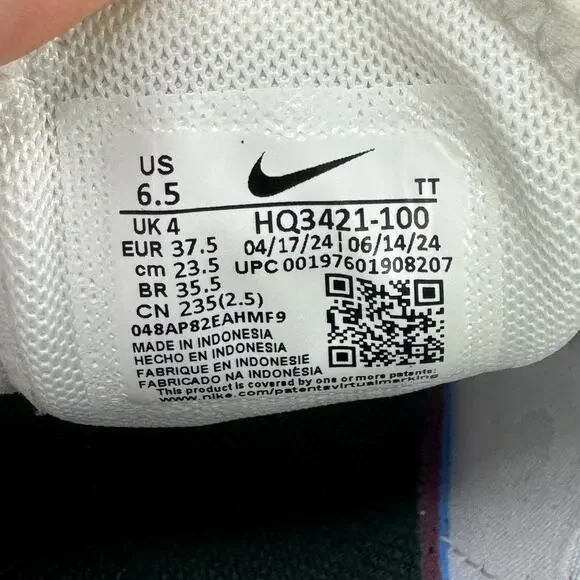 US
6.5
TT
UK 4 HQ3421-100
EUR 37.5 04/17/24 | 06/14/24
cm 23.5 UPC 00197601908207
BR 35.5
CN 235(2.5)
048AP82EAHMF9
MADE IN INDONESIA
HECHO EN INDONESIA
FABRIQUE EN INDONESIE
FABRICADO NA INDONESIA
This product is covered by one or more patents:
www.nike.com/patentsvirtualmarking